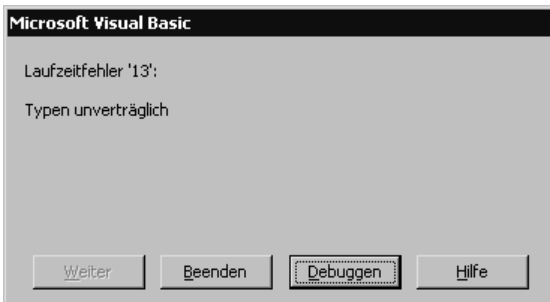 Microsoft Visual Basic
Laufzeitfehler '13':
Typen unverträglich
Weiter Beenden Debuggen Hilfe